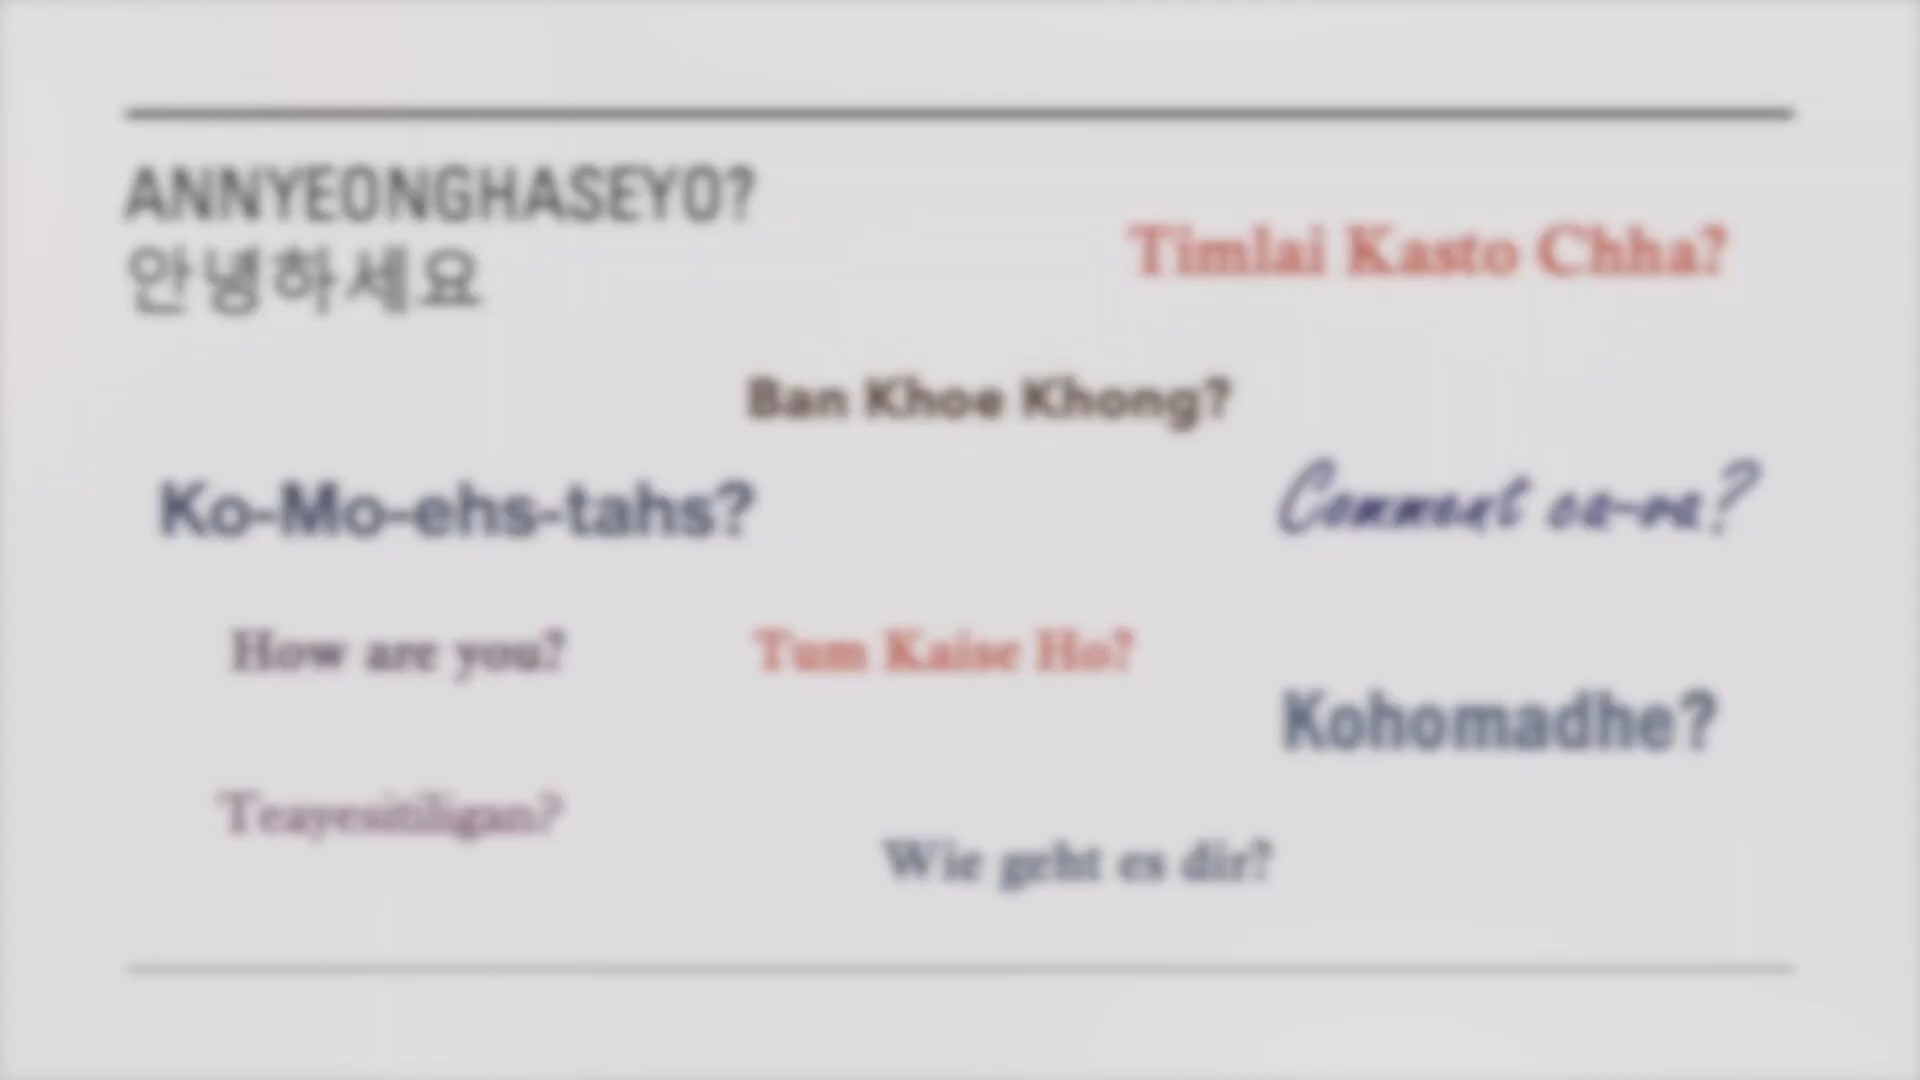 ANNYEONGHASEYO?
안녕하세요
Timlai Kasto Chha?
Ban Khoe Khong?
Ko-Mo-ehs-tahs?
Comment ca-va?
How are you?
Tum Kaise Ho?
Kohomadhe?
Teayesitiligan?
Wie geht es dir?